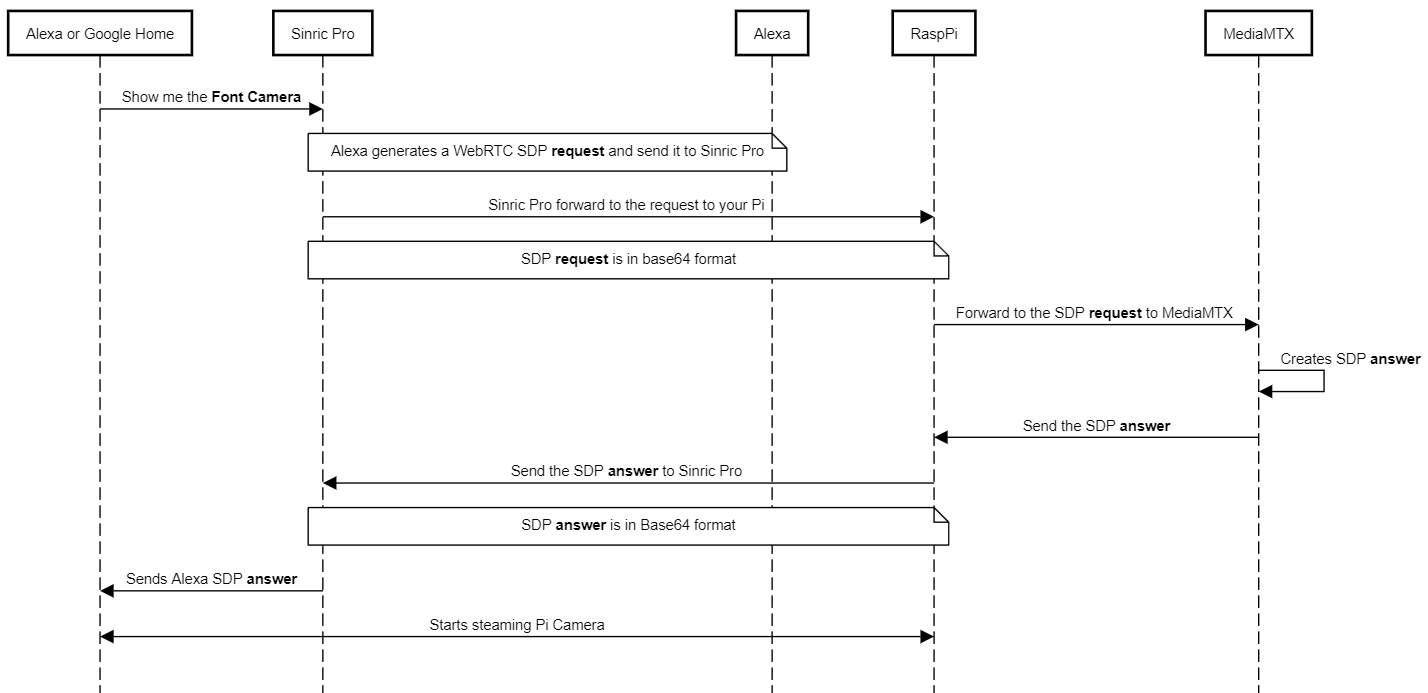 Alexa or Google Home
Sinric Pro
Alexa
RaspPi
MediaMTX
Show me the Font Camera
Alexa generates a WebRTC SDP request and send it to Sinric Pro
Sinric Pro forward to the request to your Pi
SDP request is in base64 format
Forward to the SDP request to MediaMTX
Creates SDP answer
Send the SDP answer
Send the SDP answer to Sinric Pro
SDP answer is in Base64 format
Sends Alexa SDP answer
Starts steaming Pi Camera